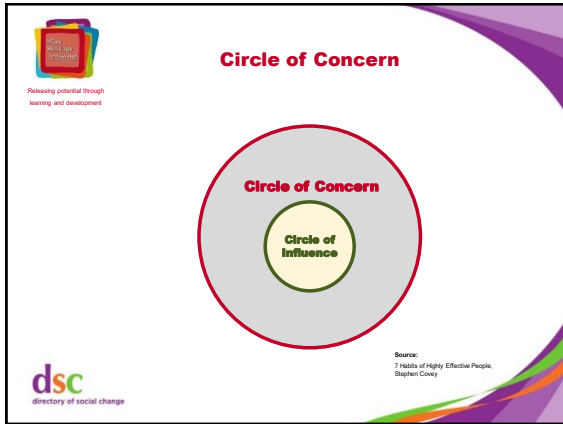 Releasing potential through
learning and development
Circle of Concern
Circle of Concern
Circle of
Influence
Source:
7 Habits of Highly Effective People,
Stephen Covey
dsc
directory of social change